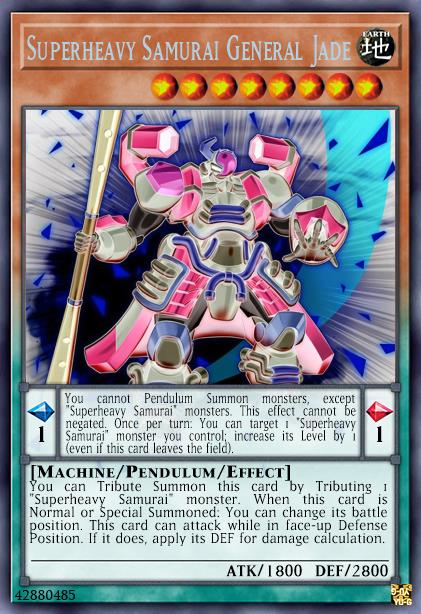 SUPERHEAVY SAMURAI GENERAL JADE
EARTH
地
You cannot Pendulum Summon monsters, except
"Superheavy Samurai" monsters. This effect cannot be
negated. Once per turn: You can target 1 "Superheavy
Samurai" monster you control; increase its Level by 1
(even if this card leaves the field).
1
1
[MACHINE/PENDULUM/EFFECT]
You can Tribute Summon this card by Tributing 1
"Superheavy Samurai" monster. When this card is
Normal or Special Summoned: You can change its battle
position. This card can attack while in face-up Defense
Position. If it does, apply its DEF for damage calculation.
ATK/1800 DEF/2800
42880485